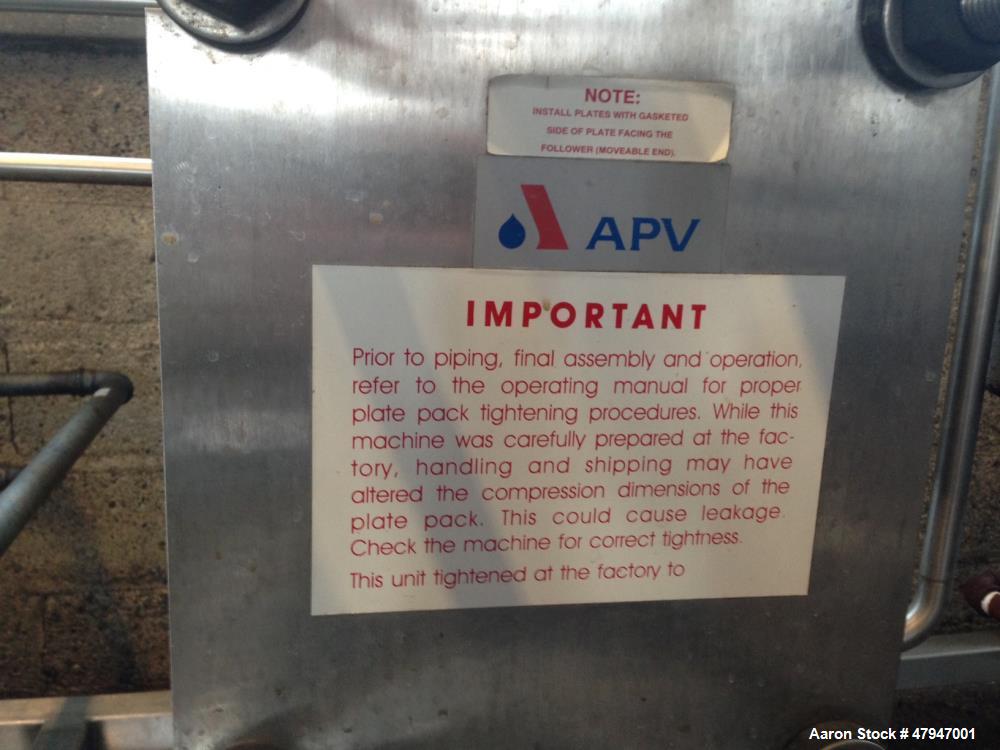 NOTE:
INSTALL PLATES WITH GASKETED
SIDE OF PLATE FACING THE
FOLLOWER (MOVEABLE END).
APV
IMPORTANT
Prior to piping, final assembly and operation,
refer to the operating manual for proper
plate pack tightening procedures. While this
machine was carefully prepared at the fac-
tory, handling and shipping may have
altered the compression dimensions of the
plate pack. This could cause leakage.
Check the machine for correct tightness.
This unit tightened at the factory to
Aaron Stock # 47947001